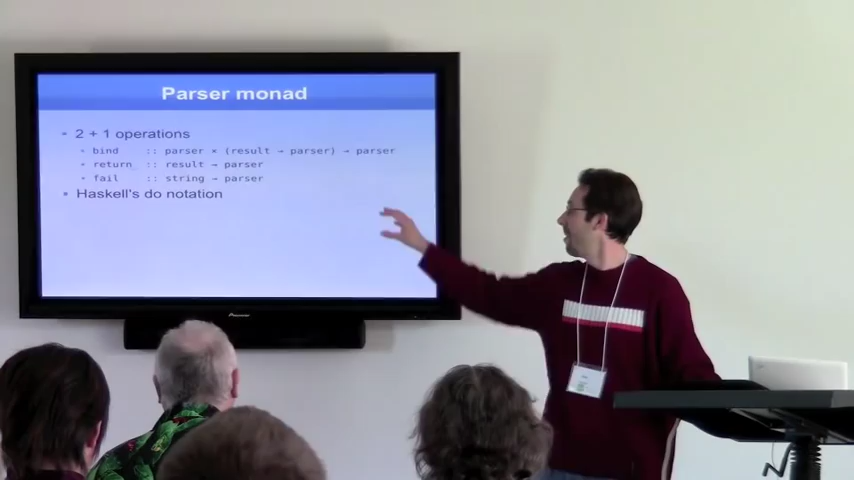 Parser monad
2 + 1 operations
bind :: parser × (result → parser) → parser
return :: result → parser
fail :: string → parser
Haskell's do notation
Pioneer